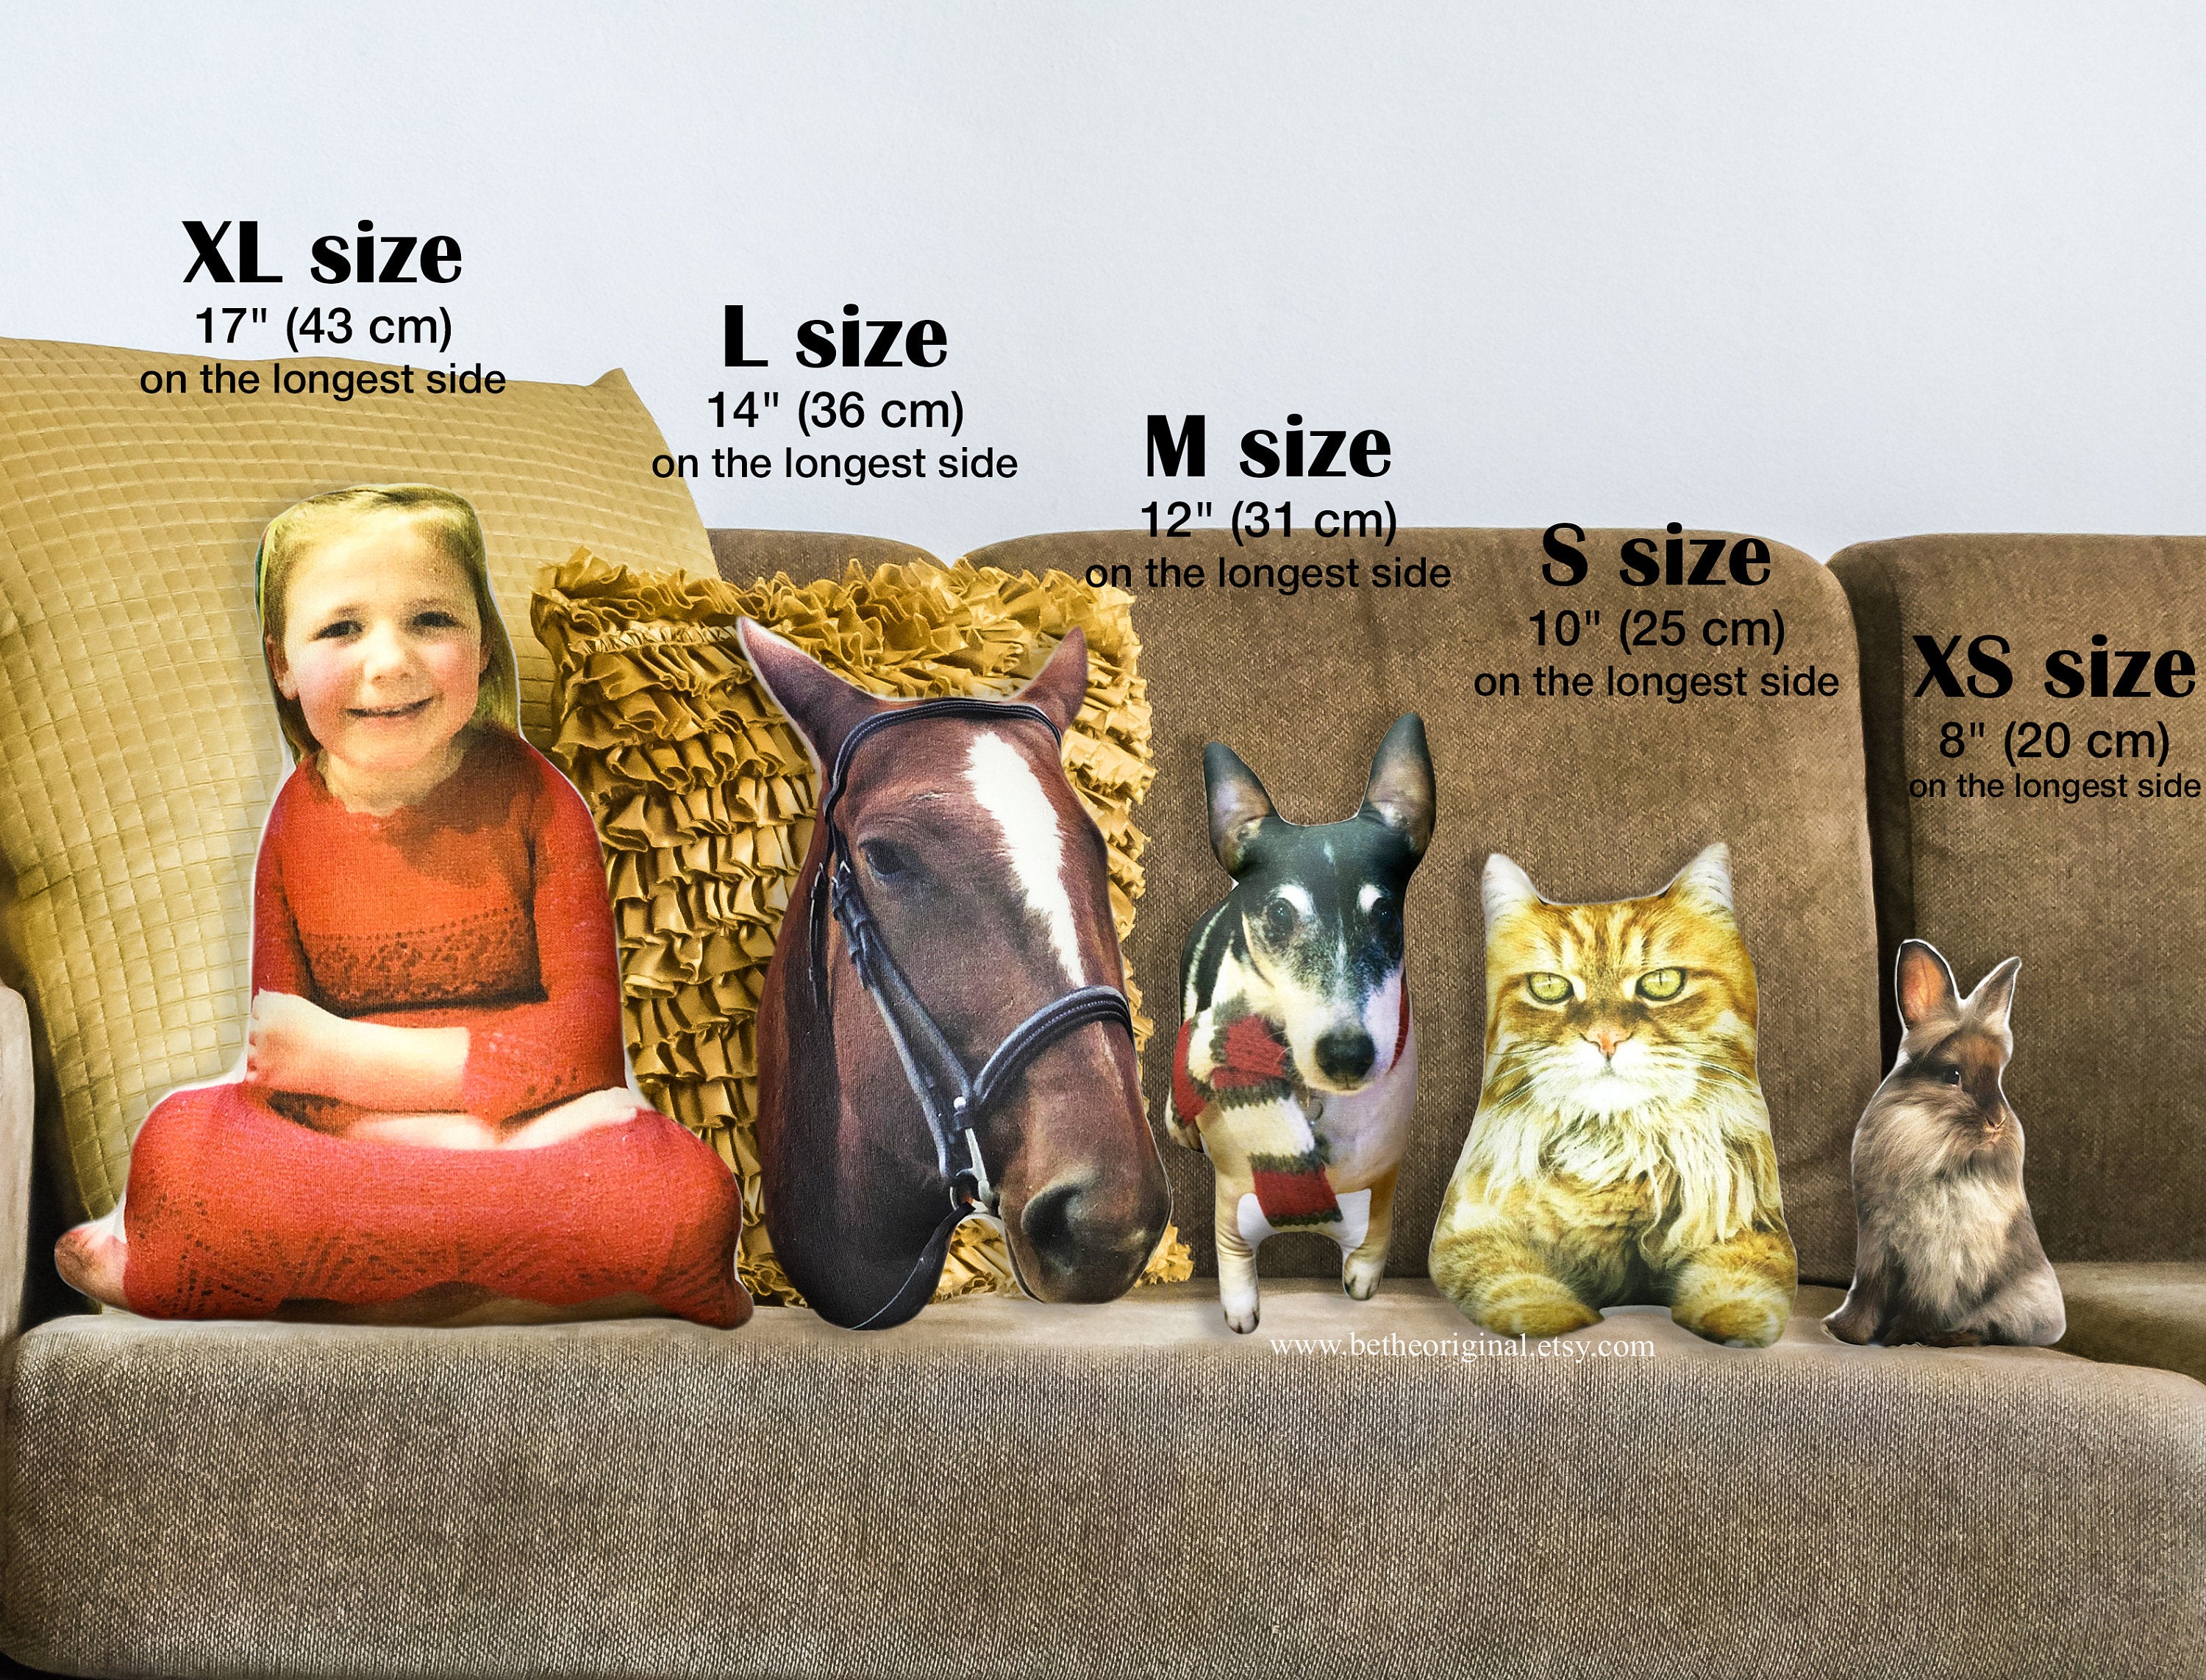 XL size
17" (43 cm)
on the longest side
L size
14" (36 cm)
on the longest side
M size
12" (31 cm)
on the longest side
S size
10" (25 cm)
on the longest side
XS size
8" (20 cm)
on the longest side
www.betheoriginal.etsy.com